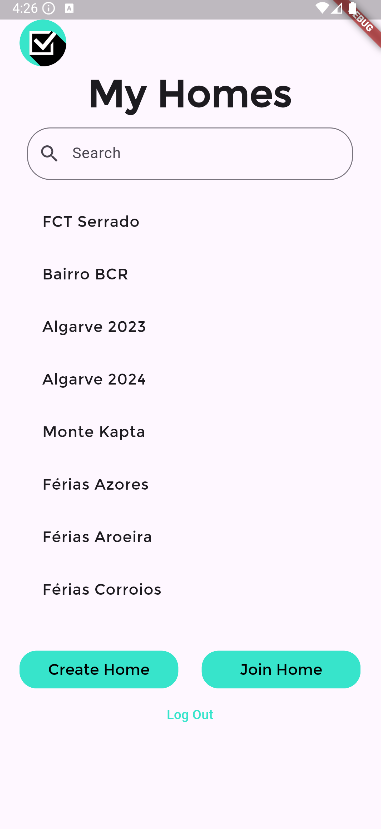 4:26
DEBUG
My Homes
Search
FCT Serrado
Bairro BCR
Algarve 2023
Algarve 2024
Monte Kapta
Férias Azores
Férias Aroeira
Férias Corroios
Create Home
Join Home
Log Out